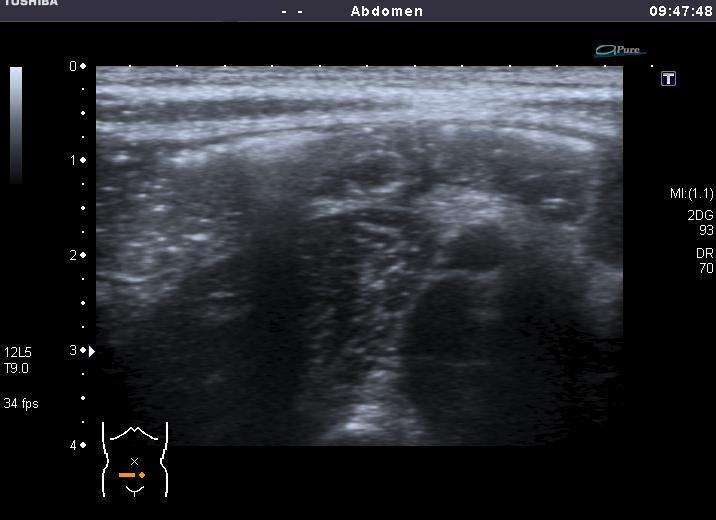 TOSHIBA
- - Abdomen 09:47:48
aPure
T
0
1
2
3
4
MI:(1.1)
2DG
93
DR
70
12L5
T9.0
34 fps